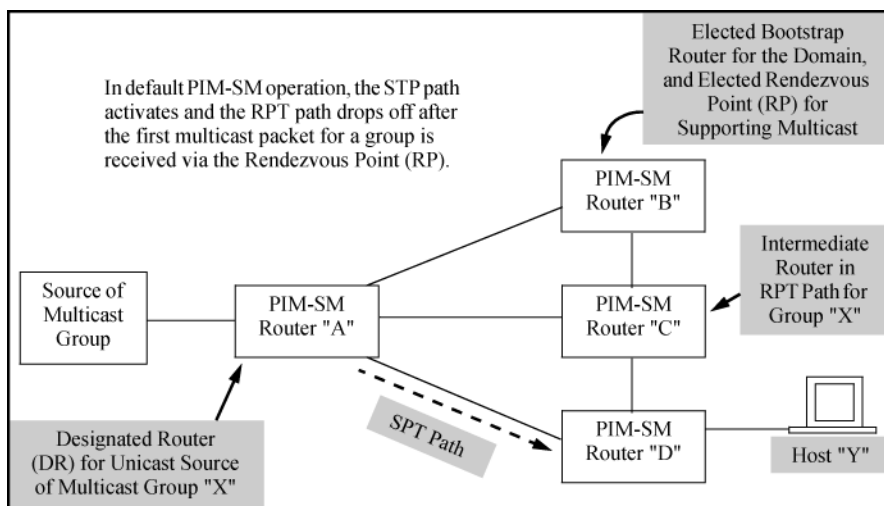 In default PIM-SM operation, the STP path
activates and the RPT path drops off after
the first multicast packet for a group is
received via the Rendezvous Point (RP).
Elected Bootstrap
Router for the Domain,
and Elected Rendezvous
Point (RP) for
Supporting Multicast
PIM-SM
Router "B"
Intermediate
Router in
RPT Path for
Group "X"
Source of
Multicast
Group
PIM-SM
Router "A"
PIM-SM
Router "C"
SPT Path
Designated Router
(DR) for Unicast Source
of Multicast Group "X"
PIM-SM
Router "D"
Host "Y"